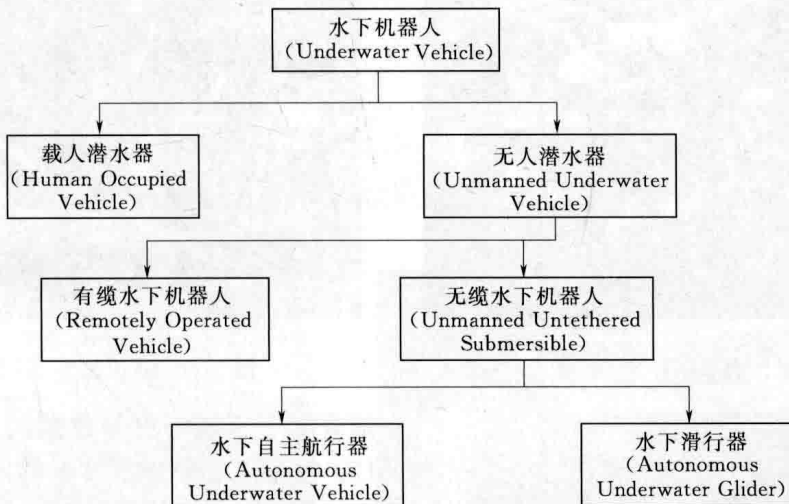 水下机器人
(Underwater Vehicle)
载人潜水器
(Human Occupied
Vehicle)
无人潜水器
(Unmanned Underwater
Vehicle)
有缆水下机器人
(Remotely Operated
Vehicle)
无缆水下机器人
(Unmanned Untethered
Submersible)
水下自主航行器
(Autonomous
Underwater Vehicle)
水下滑行器
(Autonomous
Underwater Glider)